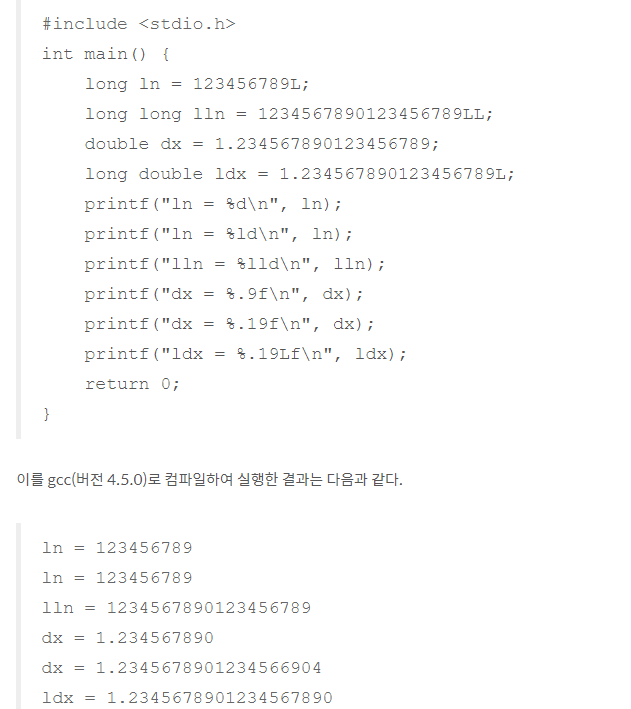 #include <stdio.h>
int main() {
    long ln = 123456789L;
    long long lln = 1234567890123456789LL;
    double dx = 1.234567890123456789;
    long double ldx = 1.234567890123456789L;
    printf("ln = %d\n", ln);
    printf("ln = %ld\n", ln);
    printf("lln = %lld\n", lln);
    printf("dx = %.9f\n", dx);
    printf("dx = %.19f\n", dx);
    printf("ldx = %.19Lf\n", ldx);
    return 0;
}
이를 gcc(버전 4.5.0)로 컴파일하여 실행한 결과는 다음과 같다.
ln = 123456789
ln = 123456789
lln = 1234567890123456789
dx = 1.234567890
dx = 1.2345678901234566904
ldx = 1.2345678901234567890